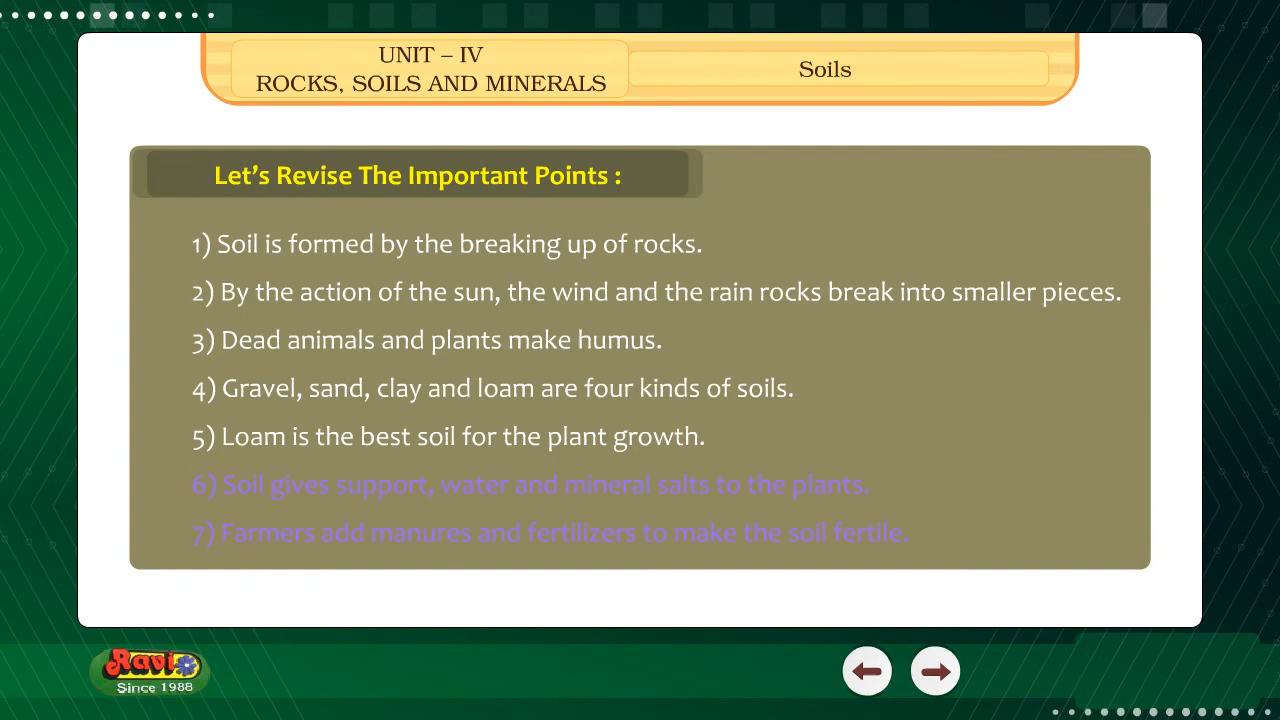 UNIT – IV
ROCKS, SOILS AND MINERALS
Soils
Let's Revise The Important Points :
1) Soil is formed by the breaking up of rocks.
2) By the action of the sun, the wind and the rain rocks break into smaller pieces.
3) Dead animals and plants make humus.
4) Gravel, sand, clay and loam are four kinds of soils.
5) Loam is the best soil for the plant growth.
6) Soil gives support, water and mineral salts to the plants.
7) Farmers add manures and fertilizers to make the soil fertile.
Ravi
Since 1988